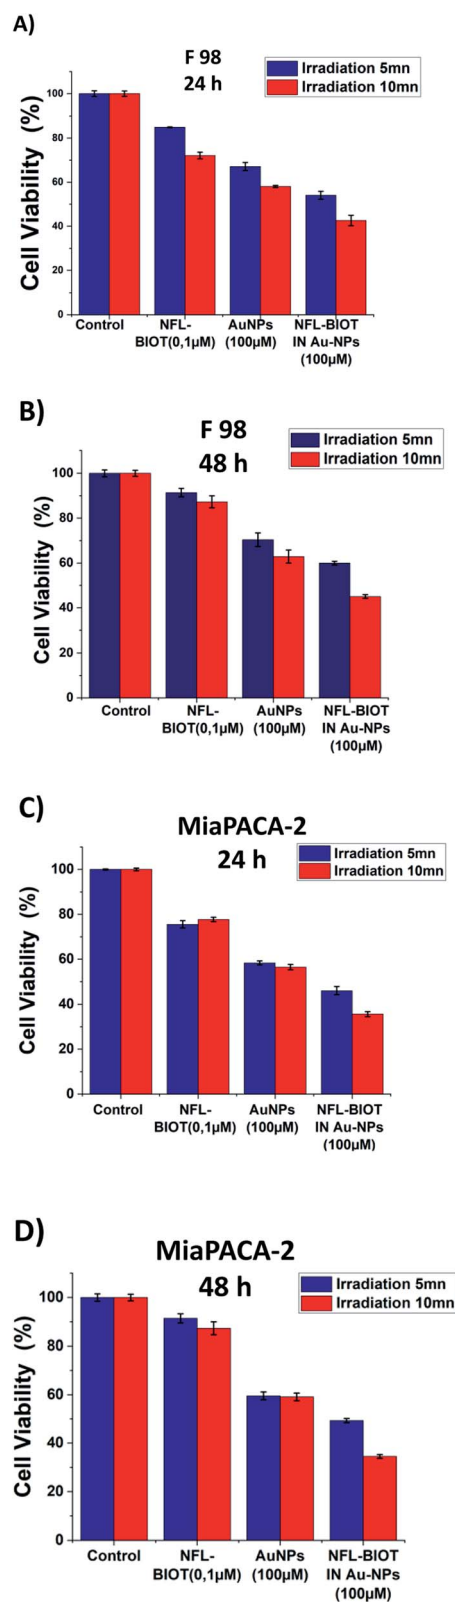 A)
F 98
24 h
Irradiation 5mn
Irradiation 10mn
Cell Viability (%)
100
80
60
40
20
0
Control
NFL-
BIOT(0,1µM)
AuNPs
(100µM)
NFL-BIOT
IN Au-NPs
(100µM)
B)
F 98
48 h
Irradiation 5mn
Irradiation 10mn
Cell Viability (%)
100
80
60
40
20
0
Control
NFL-
BIOT(0,1µM)
AuNPs
(100µM)
NFL-BIOT
IN Au-NPs
(100µM)
C)
MiaPACA-2
24 h
Irradiation 5mn
Irradiation 10mn
Cell Viability (%)
100
80
60
40
20
0
Control
NFL-
BIOT(0,1µM)
AuNPs
(100µM)
NFL-BIOT
IN Au-NPs
(100µM)
D)
MiaPACA-2
48 h
Irradiation 5mn
Irradiation 10mn
Cell Viability (%)
100
80
60
40
20
0
Control
NFL-
BIOT(0,1µM)
AuNPs
(100µM)
NFL-BIOT
IN Au-NPs
(100µM)